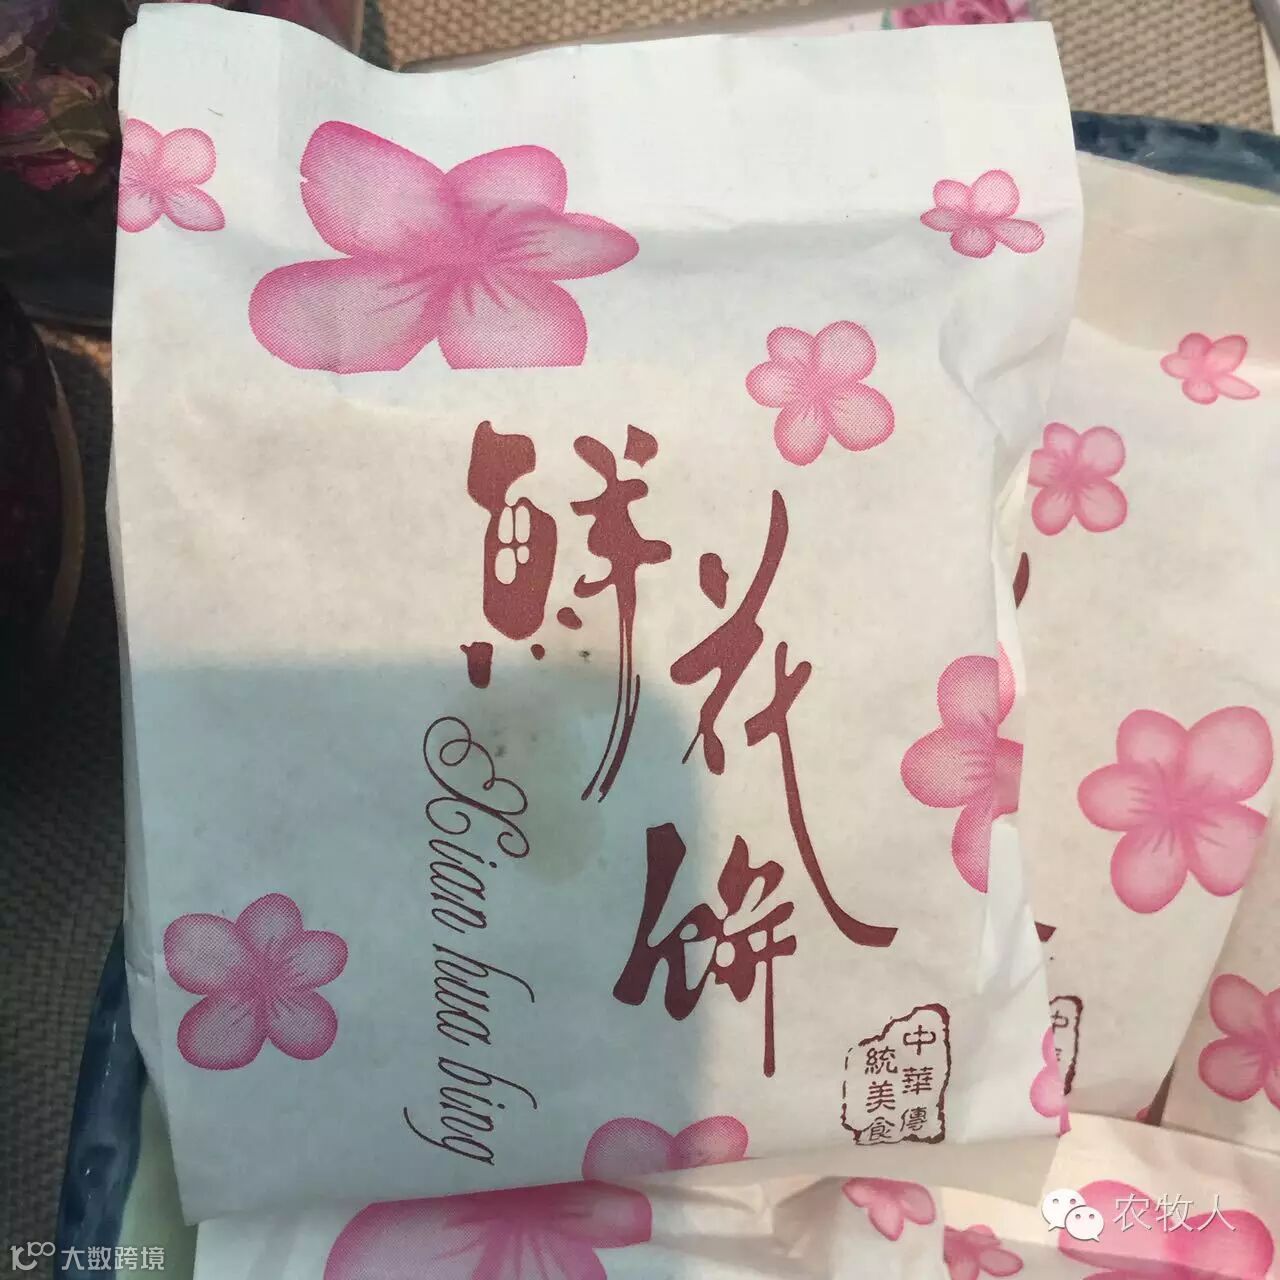 鮮花餅
Xian hua bing
中華傳
統美食
农牧人
10100 大数跨境